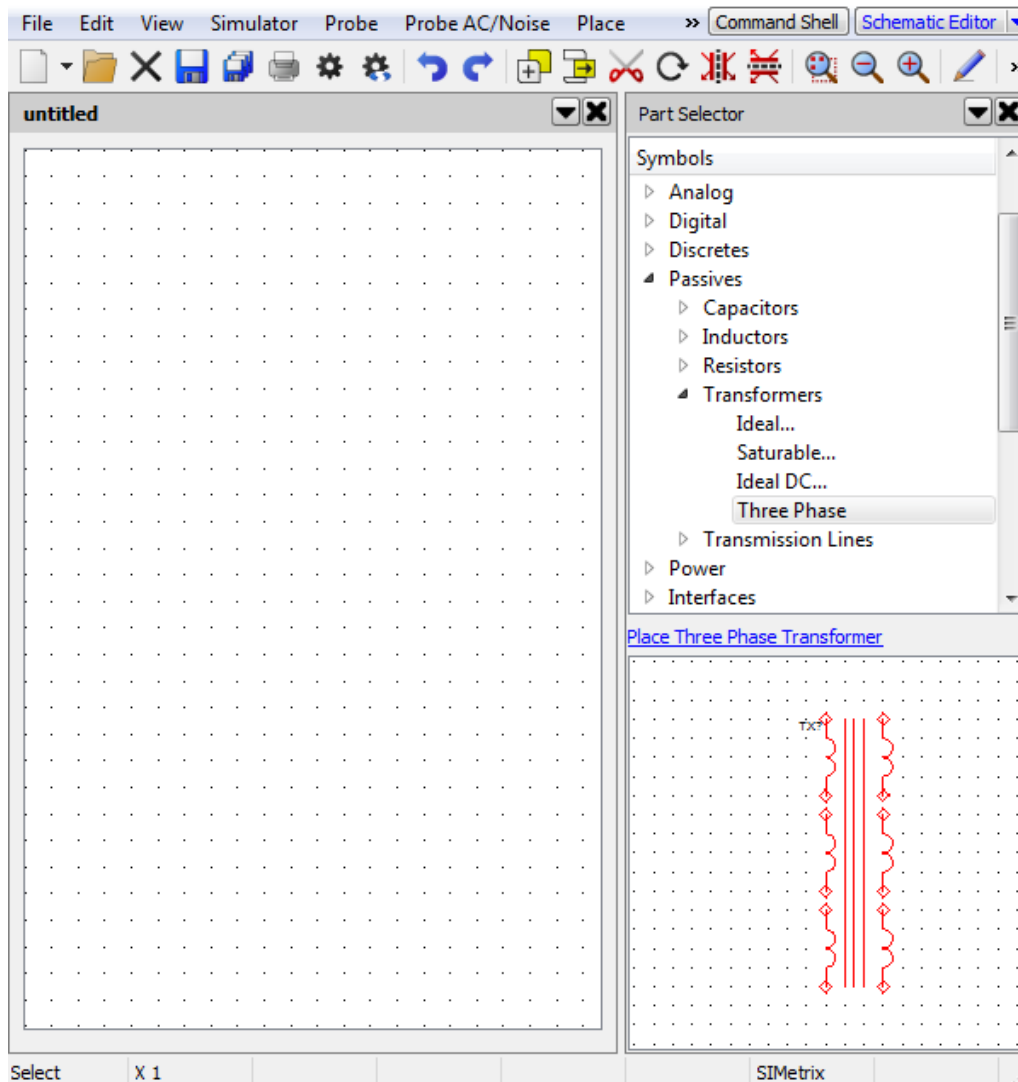 File Edit View Simulator Probe Probe AC/Noise Place » Command Shell Schematic Editor
untitled
Part Selector
Symbols
Analog
Digital
Discretes
Passives
Capacitors
Inductors
Resistors
Transformers
Ideal...
Saturable...
Ideal DC...
Three Phase
Transmission Lines
Power
Interfaces
Place Three Phase Transformer
TX?
Select X 1 SIMetrix